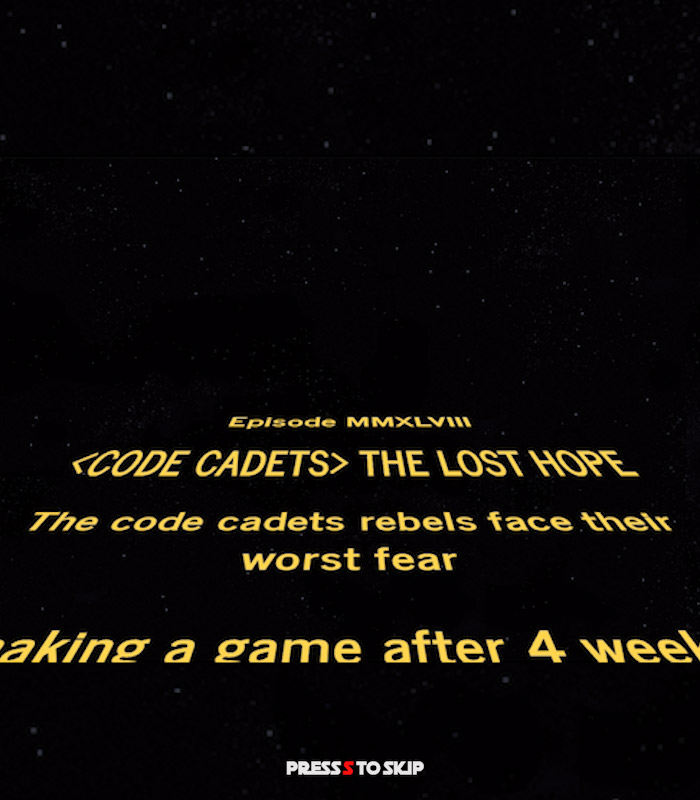 Episode MMXLVIII
<CODE CADETS> THE LOST HOPE
The code cadets rebels face their
worst fear
a game after 4
PRESS S TO SKIP